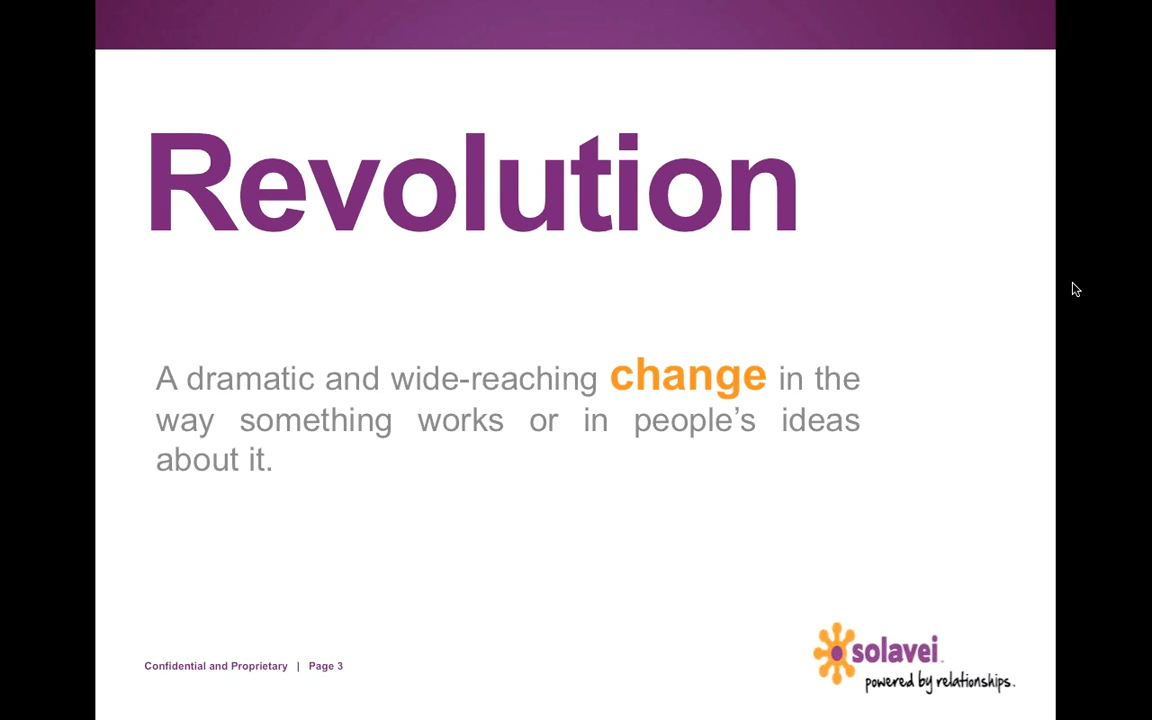 Revolution
A dramatic and wide-reaching change in the
way something works or in people’s ideas
about it.
Confidential and Proprietary | Page 3
solavei
powered by relationships.